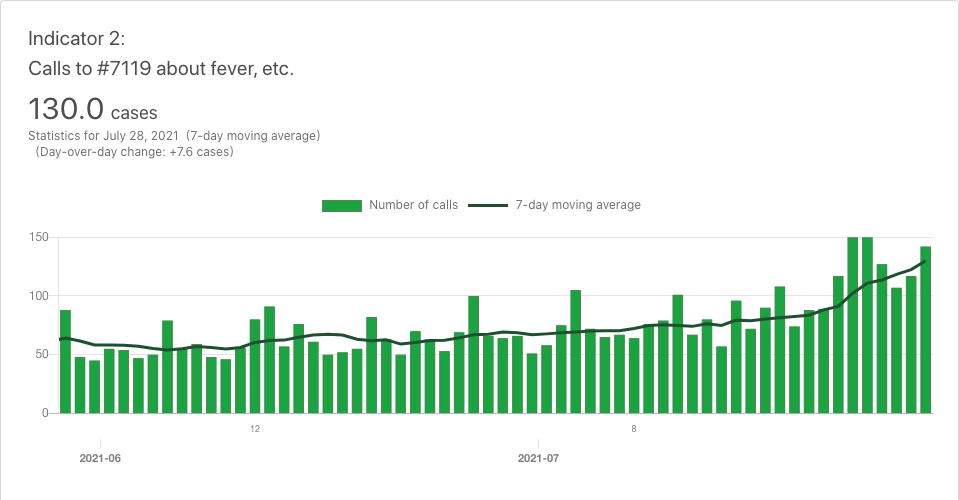 Indicator 2:
Calls to #7119 about fever, etc.
130.0 cases
Statistics for July 28, 2021 (7-day moving average)
(Day-over-day change: +7.6 cases)
Number of calls 7-day moving average
150
100
50
0
12 8
2021-06 2021-07